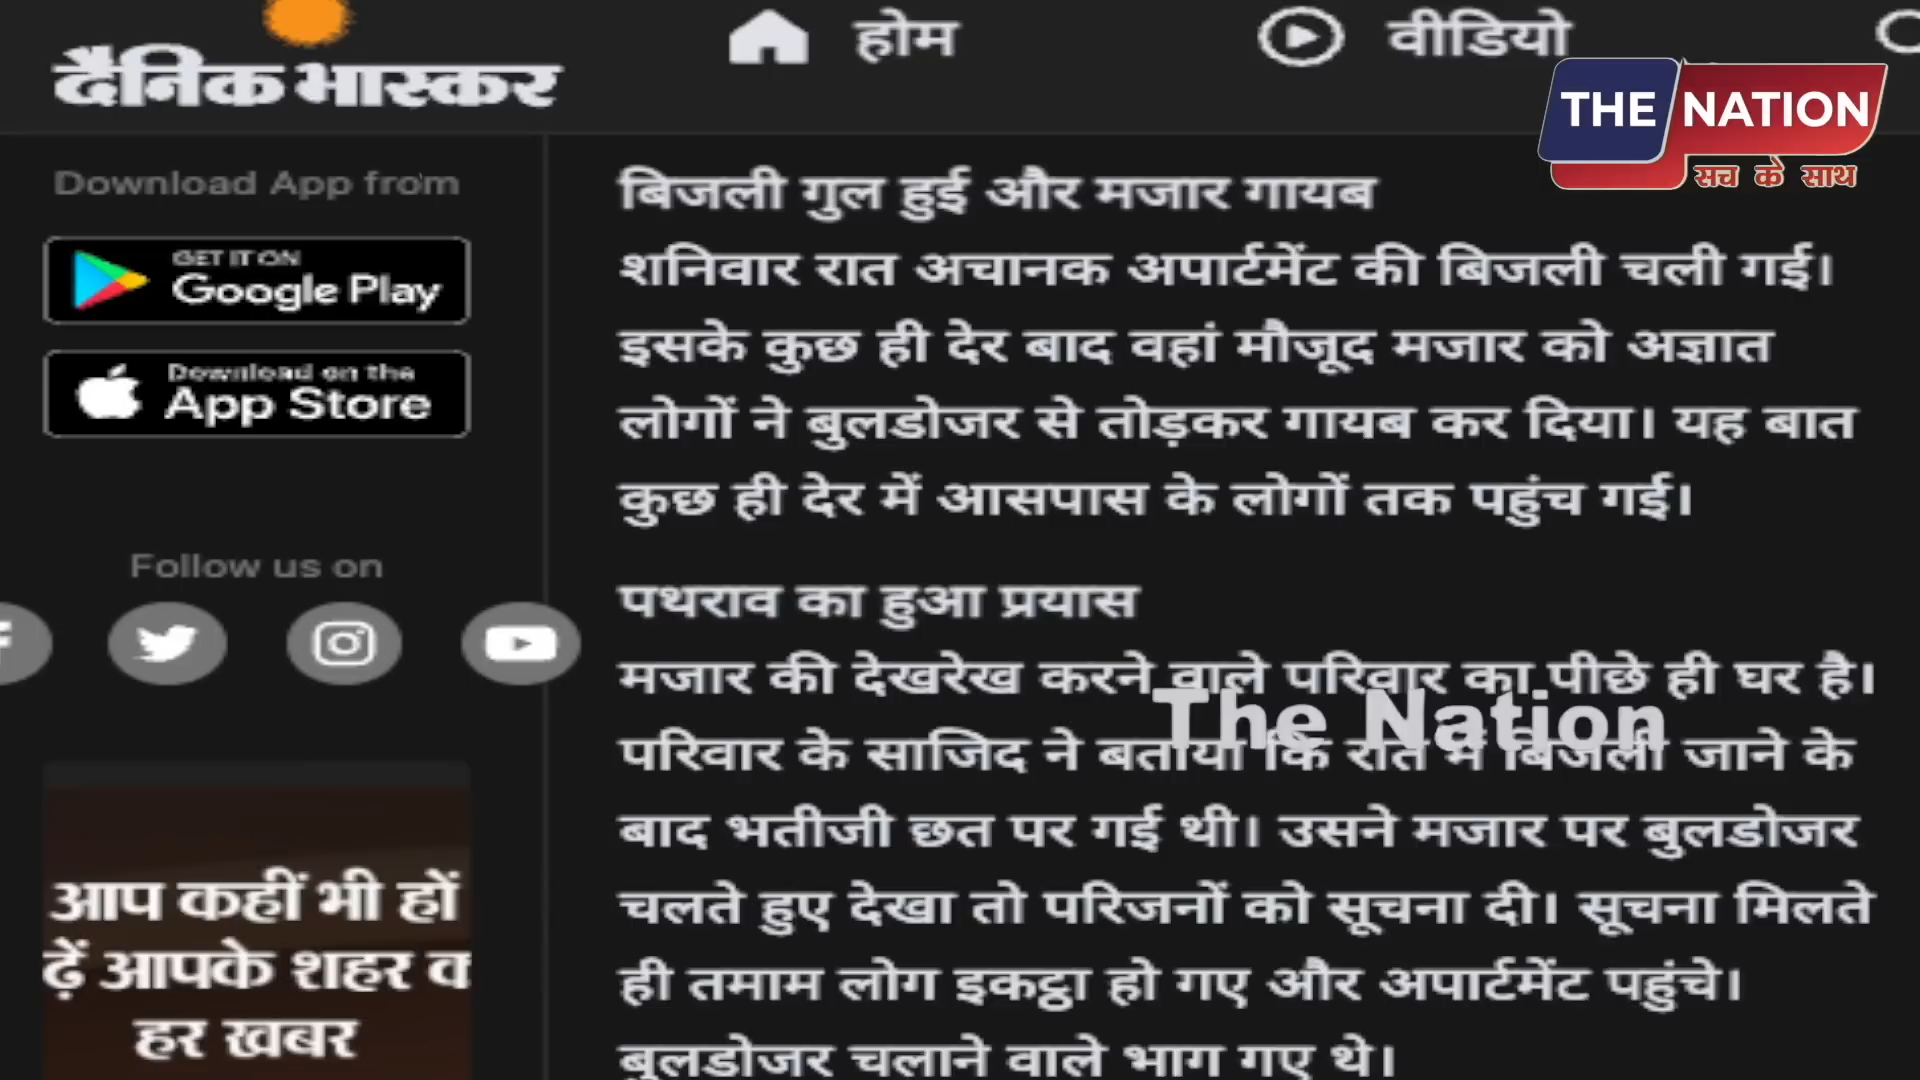 दैनिक भास्कर
होम
वीडियो
THE NATION
सच के साथ
Download App from
GET IT ON
Google Play
Download on the
App Store
Follow us on
आप कहीं भी हों
ढ़ें आपके शहर क
हर खबर
बिजली गुल हुई और मजार गायब
शनिवार रात अचानक अपार्टमेंट की बिजली चली गई।
इसके कुछ ही देर बाद वहां मौजूद मजार को अज्ञात
लोगों ने बुलडोजर से तोड़कर गायब कर दिया। यह बात
कुछ ही देर में आसपास के लोगों तक पहुंच गई।
पथराव का हुआ प्रयास
मजार की देखरेख करने वाले परिवार का पीछे ही घर है।
The Nation
परिवार के साजिद ने बताया कि रात में बिजली जाने के
बाद भतीजी छत पर गई थी। उसने मजार पर बुलडोजर
चलते हुए देखा तो परिजनों को सूचना दी। सूचना मिलते
ही तमाम लोग इकट्ठा हो गए और अपार्टमेंट पहुंचे।
बुलडोजर चलाने वाले भाग गए थे।